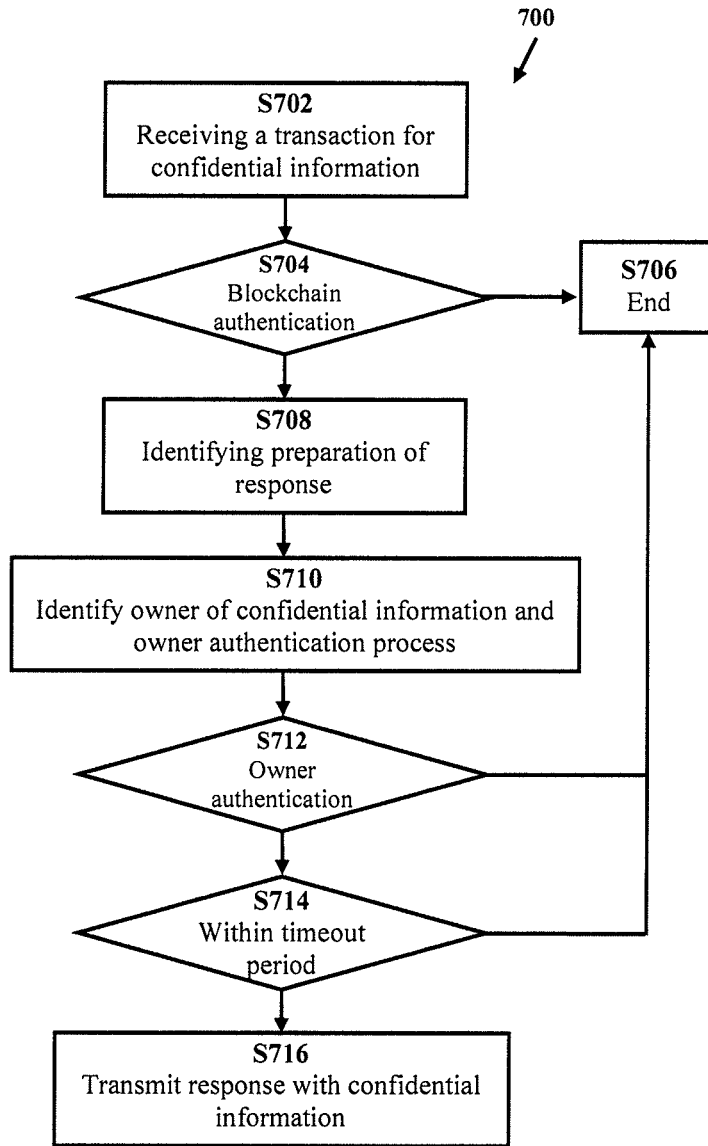 700
S702
Receiving a transaction for
confidential information
S704
Blockchain
authentication
S706
End
S708
Identifying preparation of
response
S710
Identify owner of confidential information and
owner authentication process
S712
Owner
authentication
S714
Within timeout
period
S716
Transmit response with confidential
information